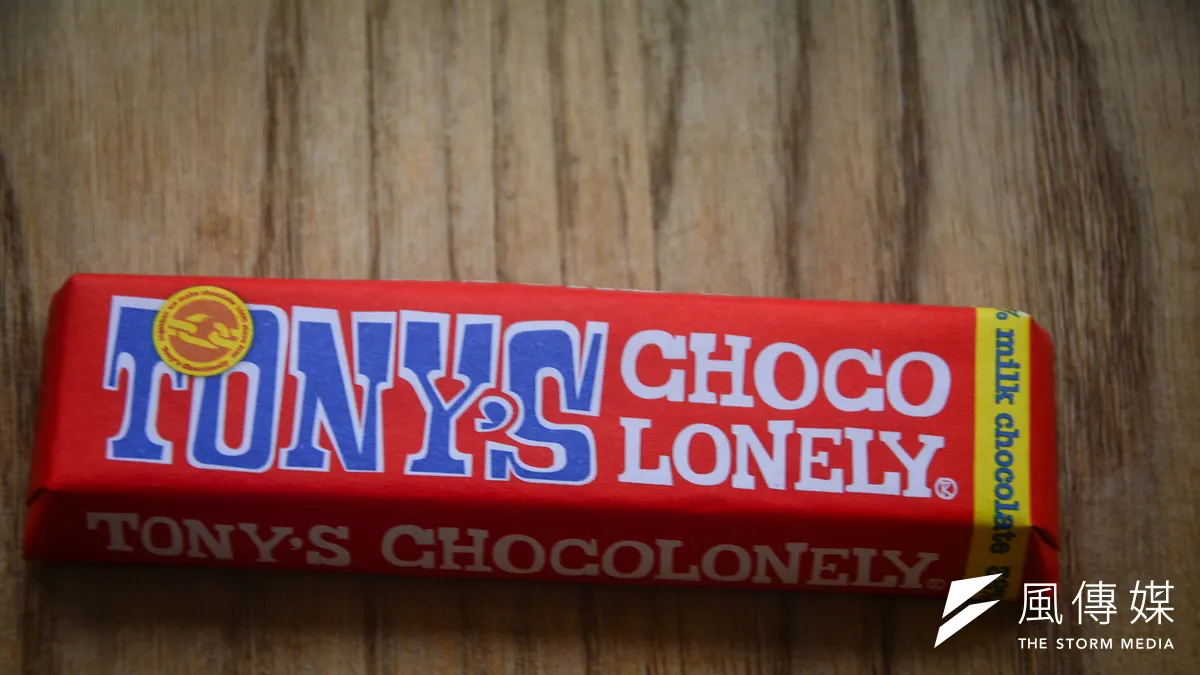 TONY'S CHOCO
LONELY®
TONY'S CHOCOLONELY®
% milk chocolate
風傳媒
THE STORM MEDIA